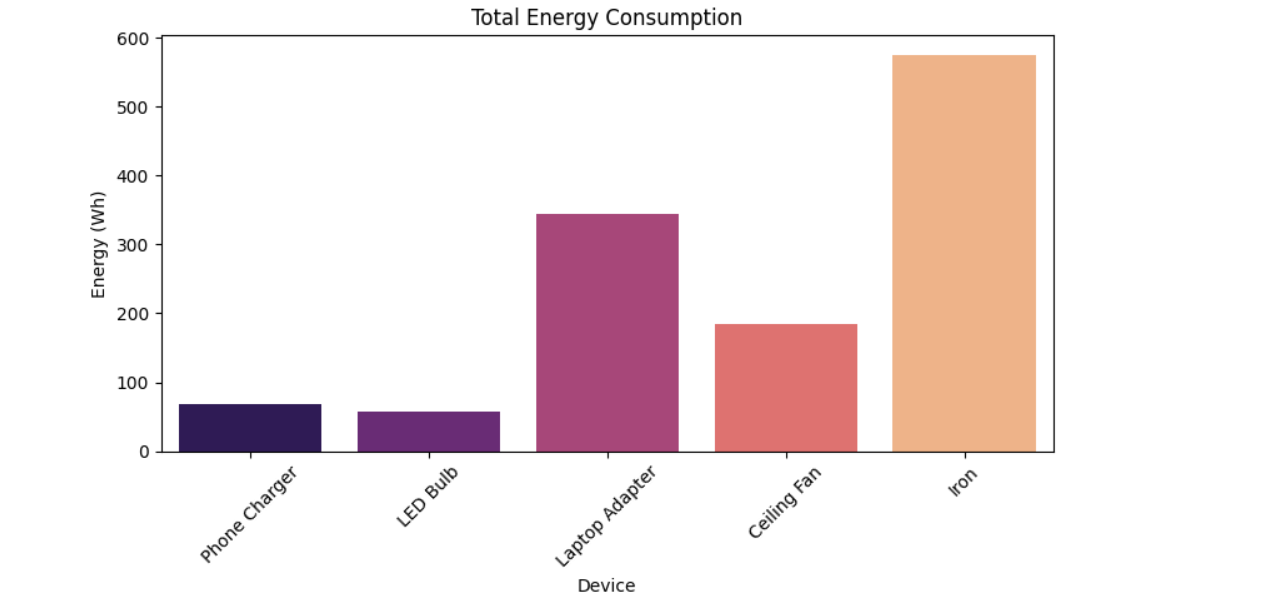 Total Energy Consumption
600
500
400
300
200
100
0
Energy (Wh)
Phone Charger
LED Bulb
Laptop Adapter
Ceiling Fan
Iron
Device